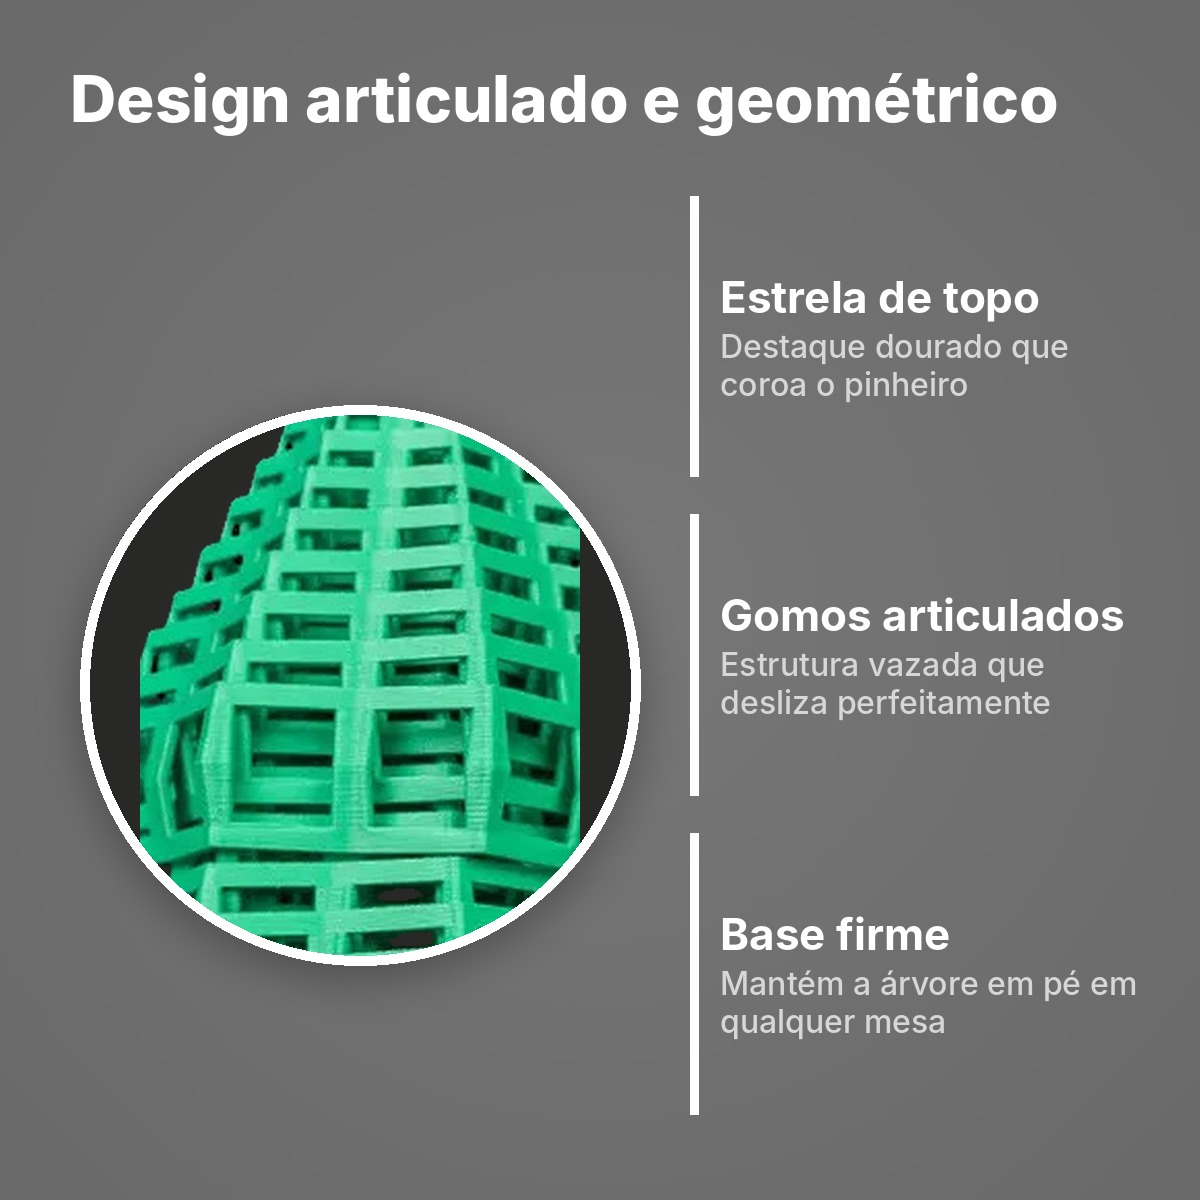 Design articulado e geométrico
Estrela de topo
Destaque dourado que
coroa o pinheiro
Gomos articulados
Estrutura vazada que
desliza perfeitamente
Base firme
Mantém a árvore em pé em
qualquer mesa